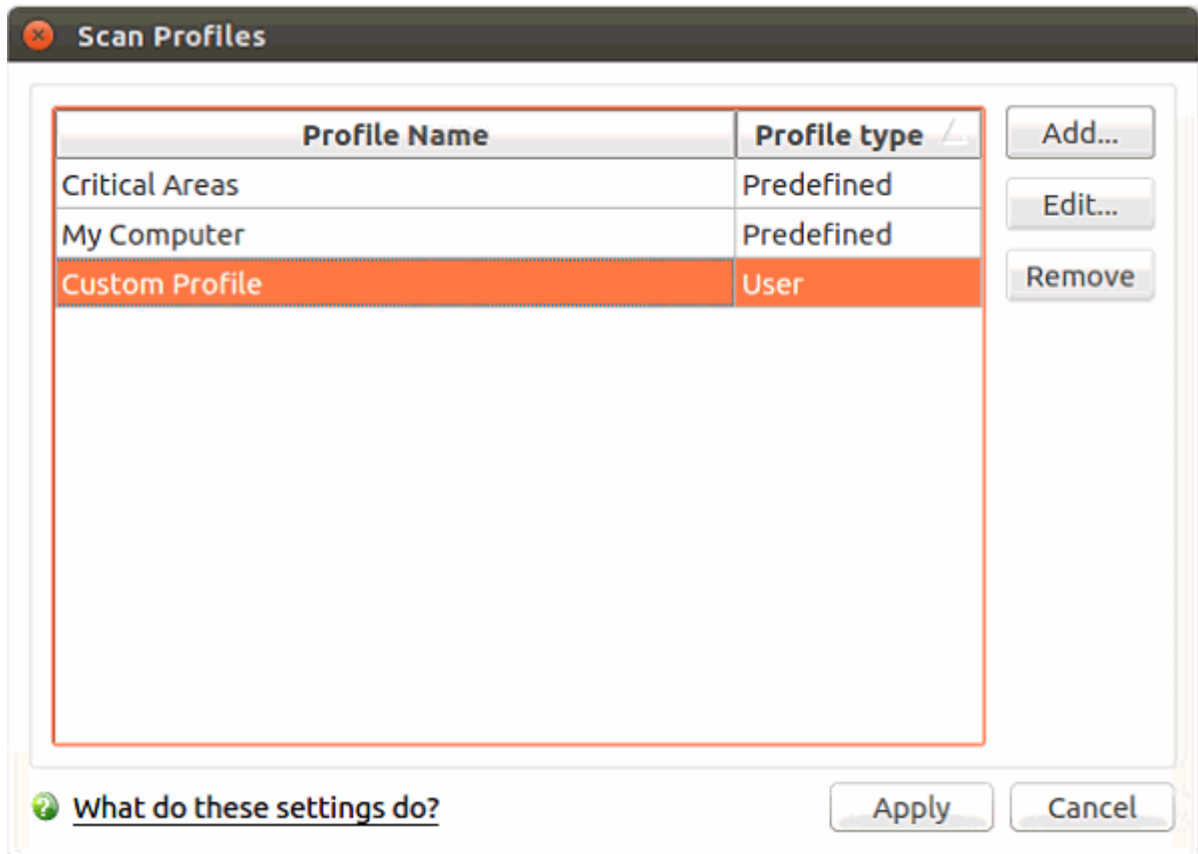 Scan Profiles
Profile Name Profile type Add...
Critical Areas Predefined
Edit...
My Computer Predefined
Custom Profile User Remove
What do these settings do? Apply Cancel